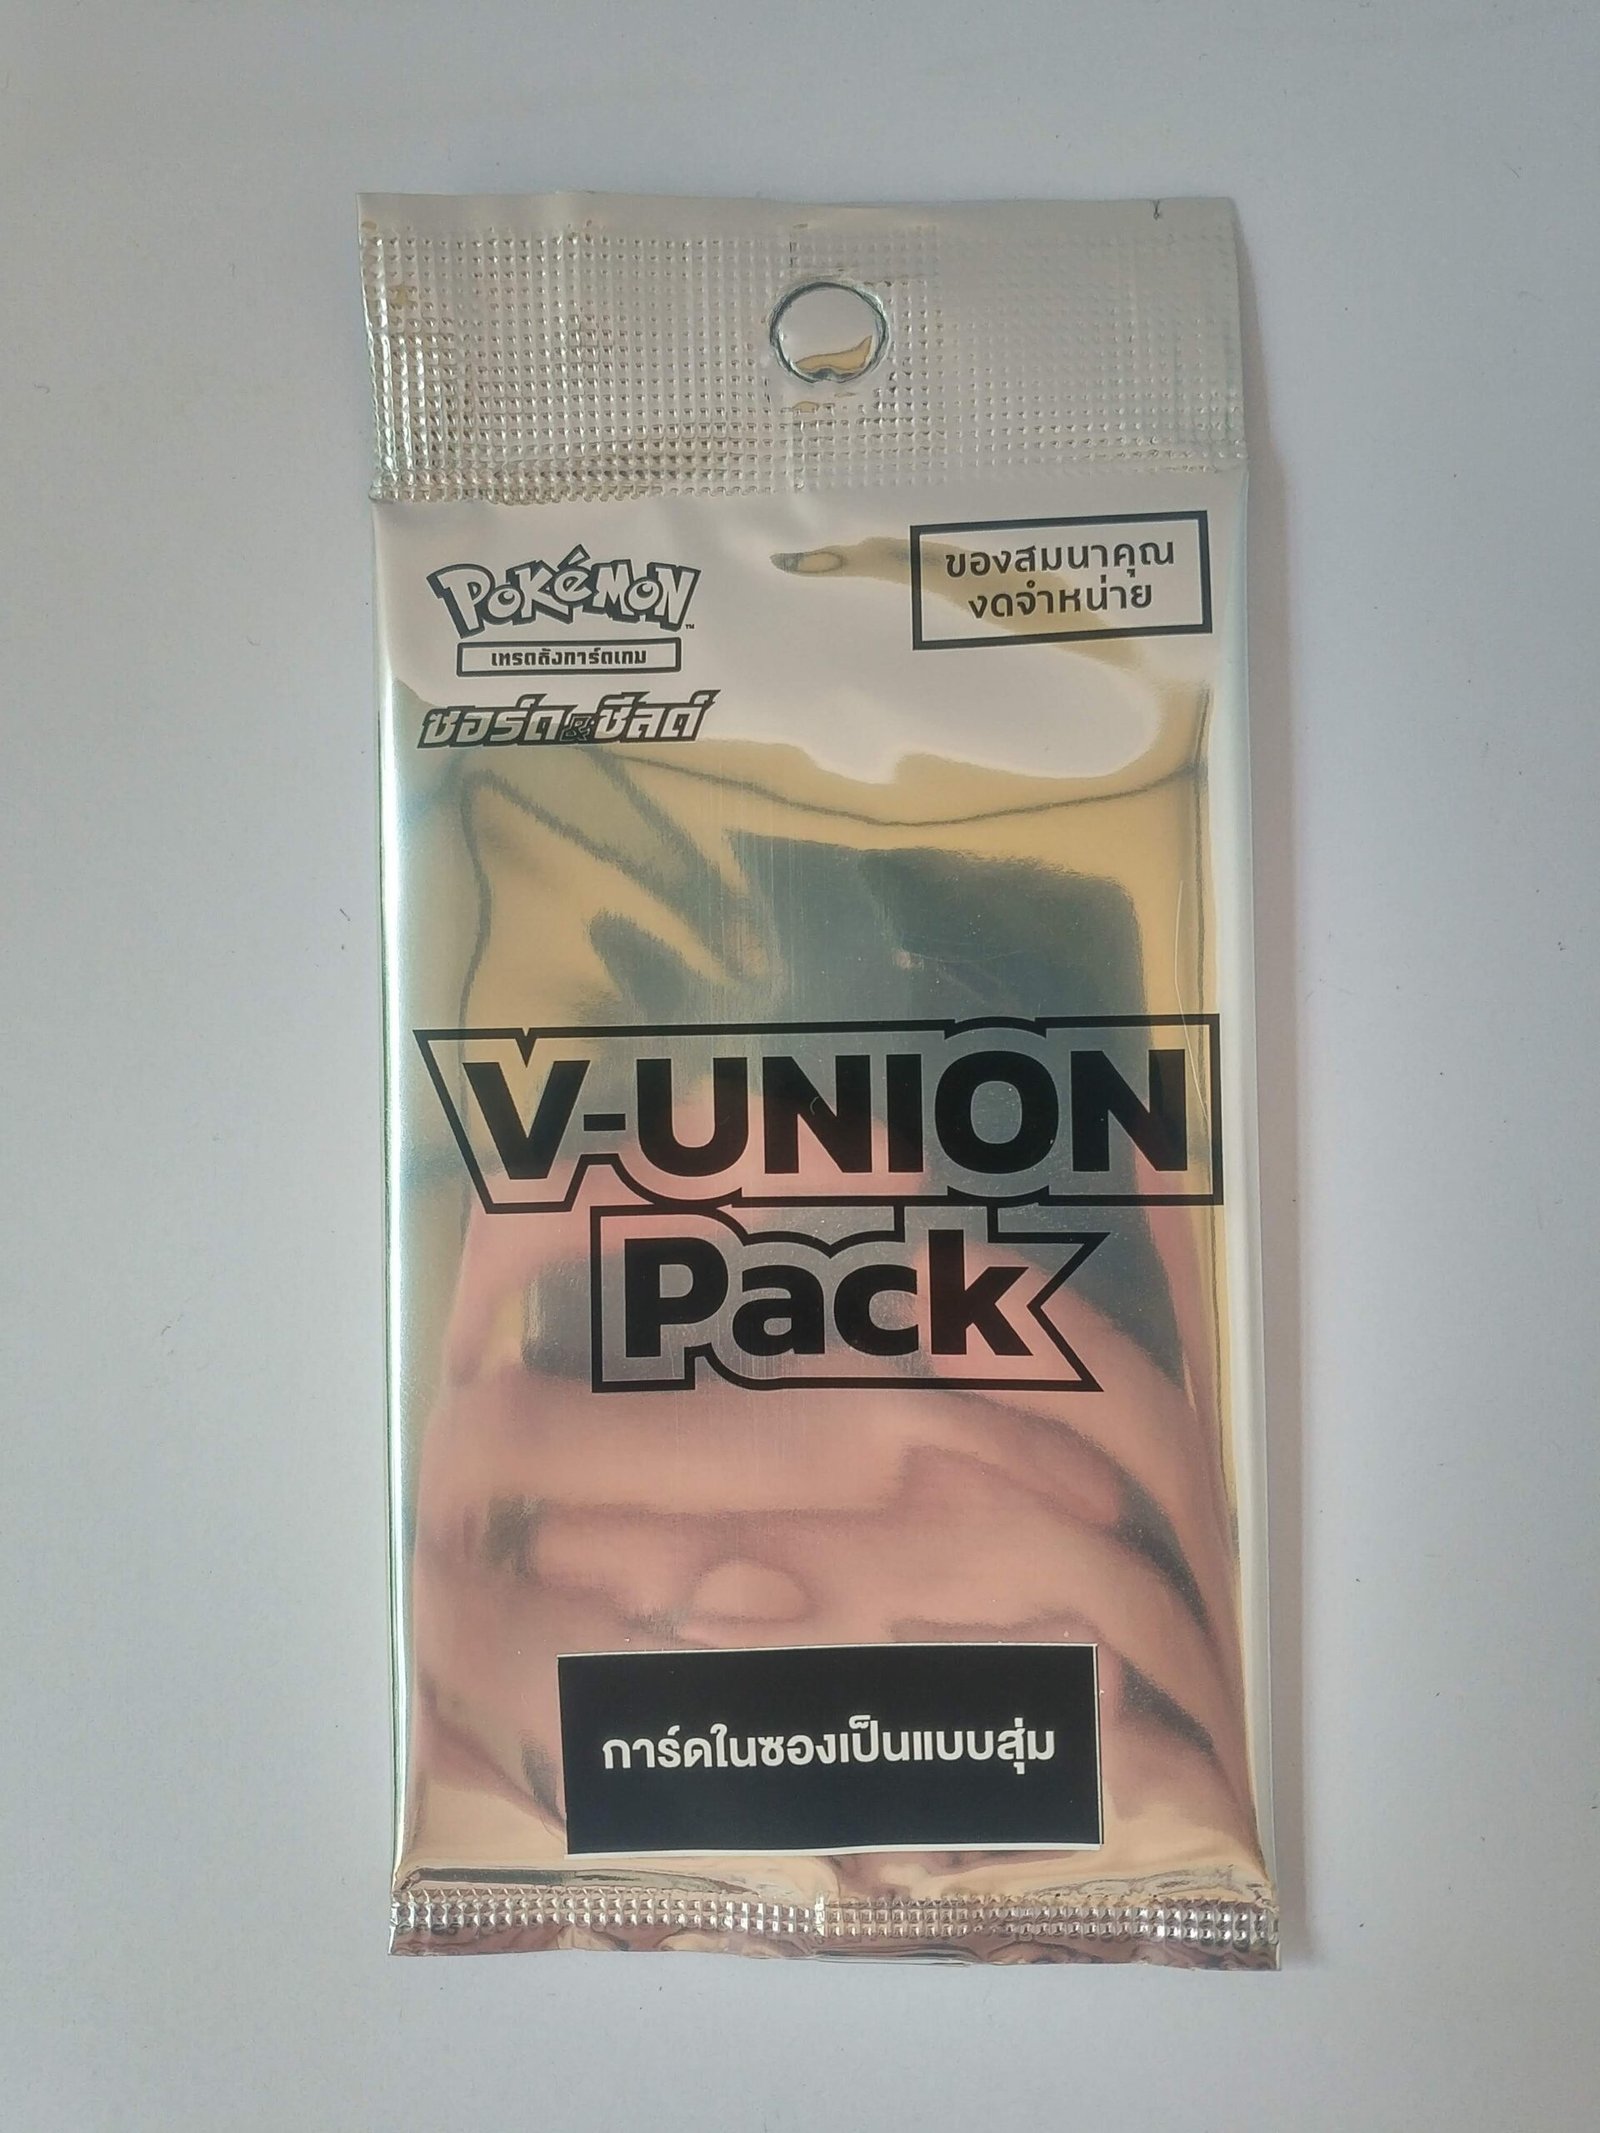 POKéMON™
เทรดดิ้งการ์ดเกม
ซอร์ด&ชีลด์
ของสมนาคุณ
งดจำหน่าย
V-UNION
Pack
การ์ดในซองเป็นแบบสุ่ม